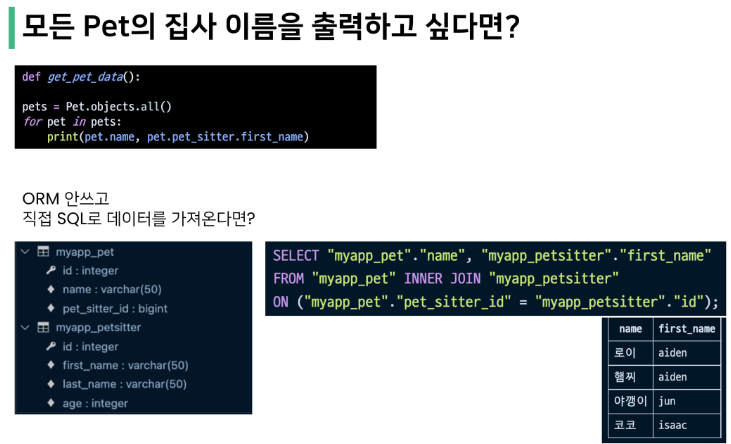 모든 Pet의 집사 이름을 출력하고 싶다면?
def get_pet_data():
pets = Pet.objects.all()
for pet in pets:
    print(pet.name, pet.pet_sitter.first_name)
ORM 안쓰고
직접 SQL로 데이터를 가져온다면?
myapp_pet
id : integer
name : varchar(50)
pet_sitter_id : bigint
myapp_petsitter
id : integer
first_name : varchar(50)
last_name : varchar(50)
age : integer
SELECT "myapp_pet"."name", "myapp_petsitter"."first_name"
FROM "myapp_pet" INNER JOIN "myapp_petsitter"
ON ("myapp_pet"."pet_sitter_id" = "myapp_petsitter"."id");
name first_name
로이 aiden
햄찌 aiden
야깽이 jun
코코 isaac